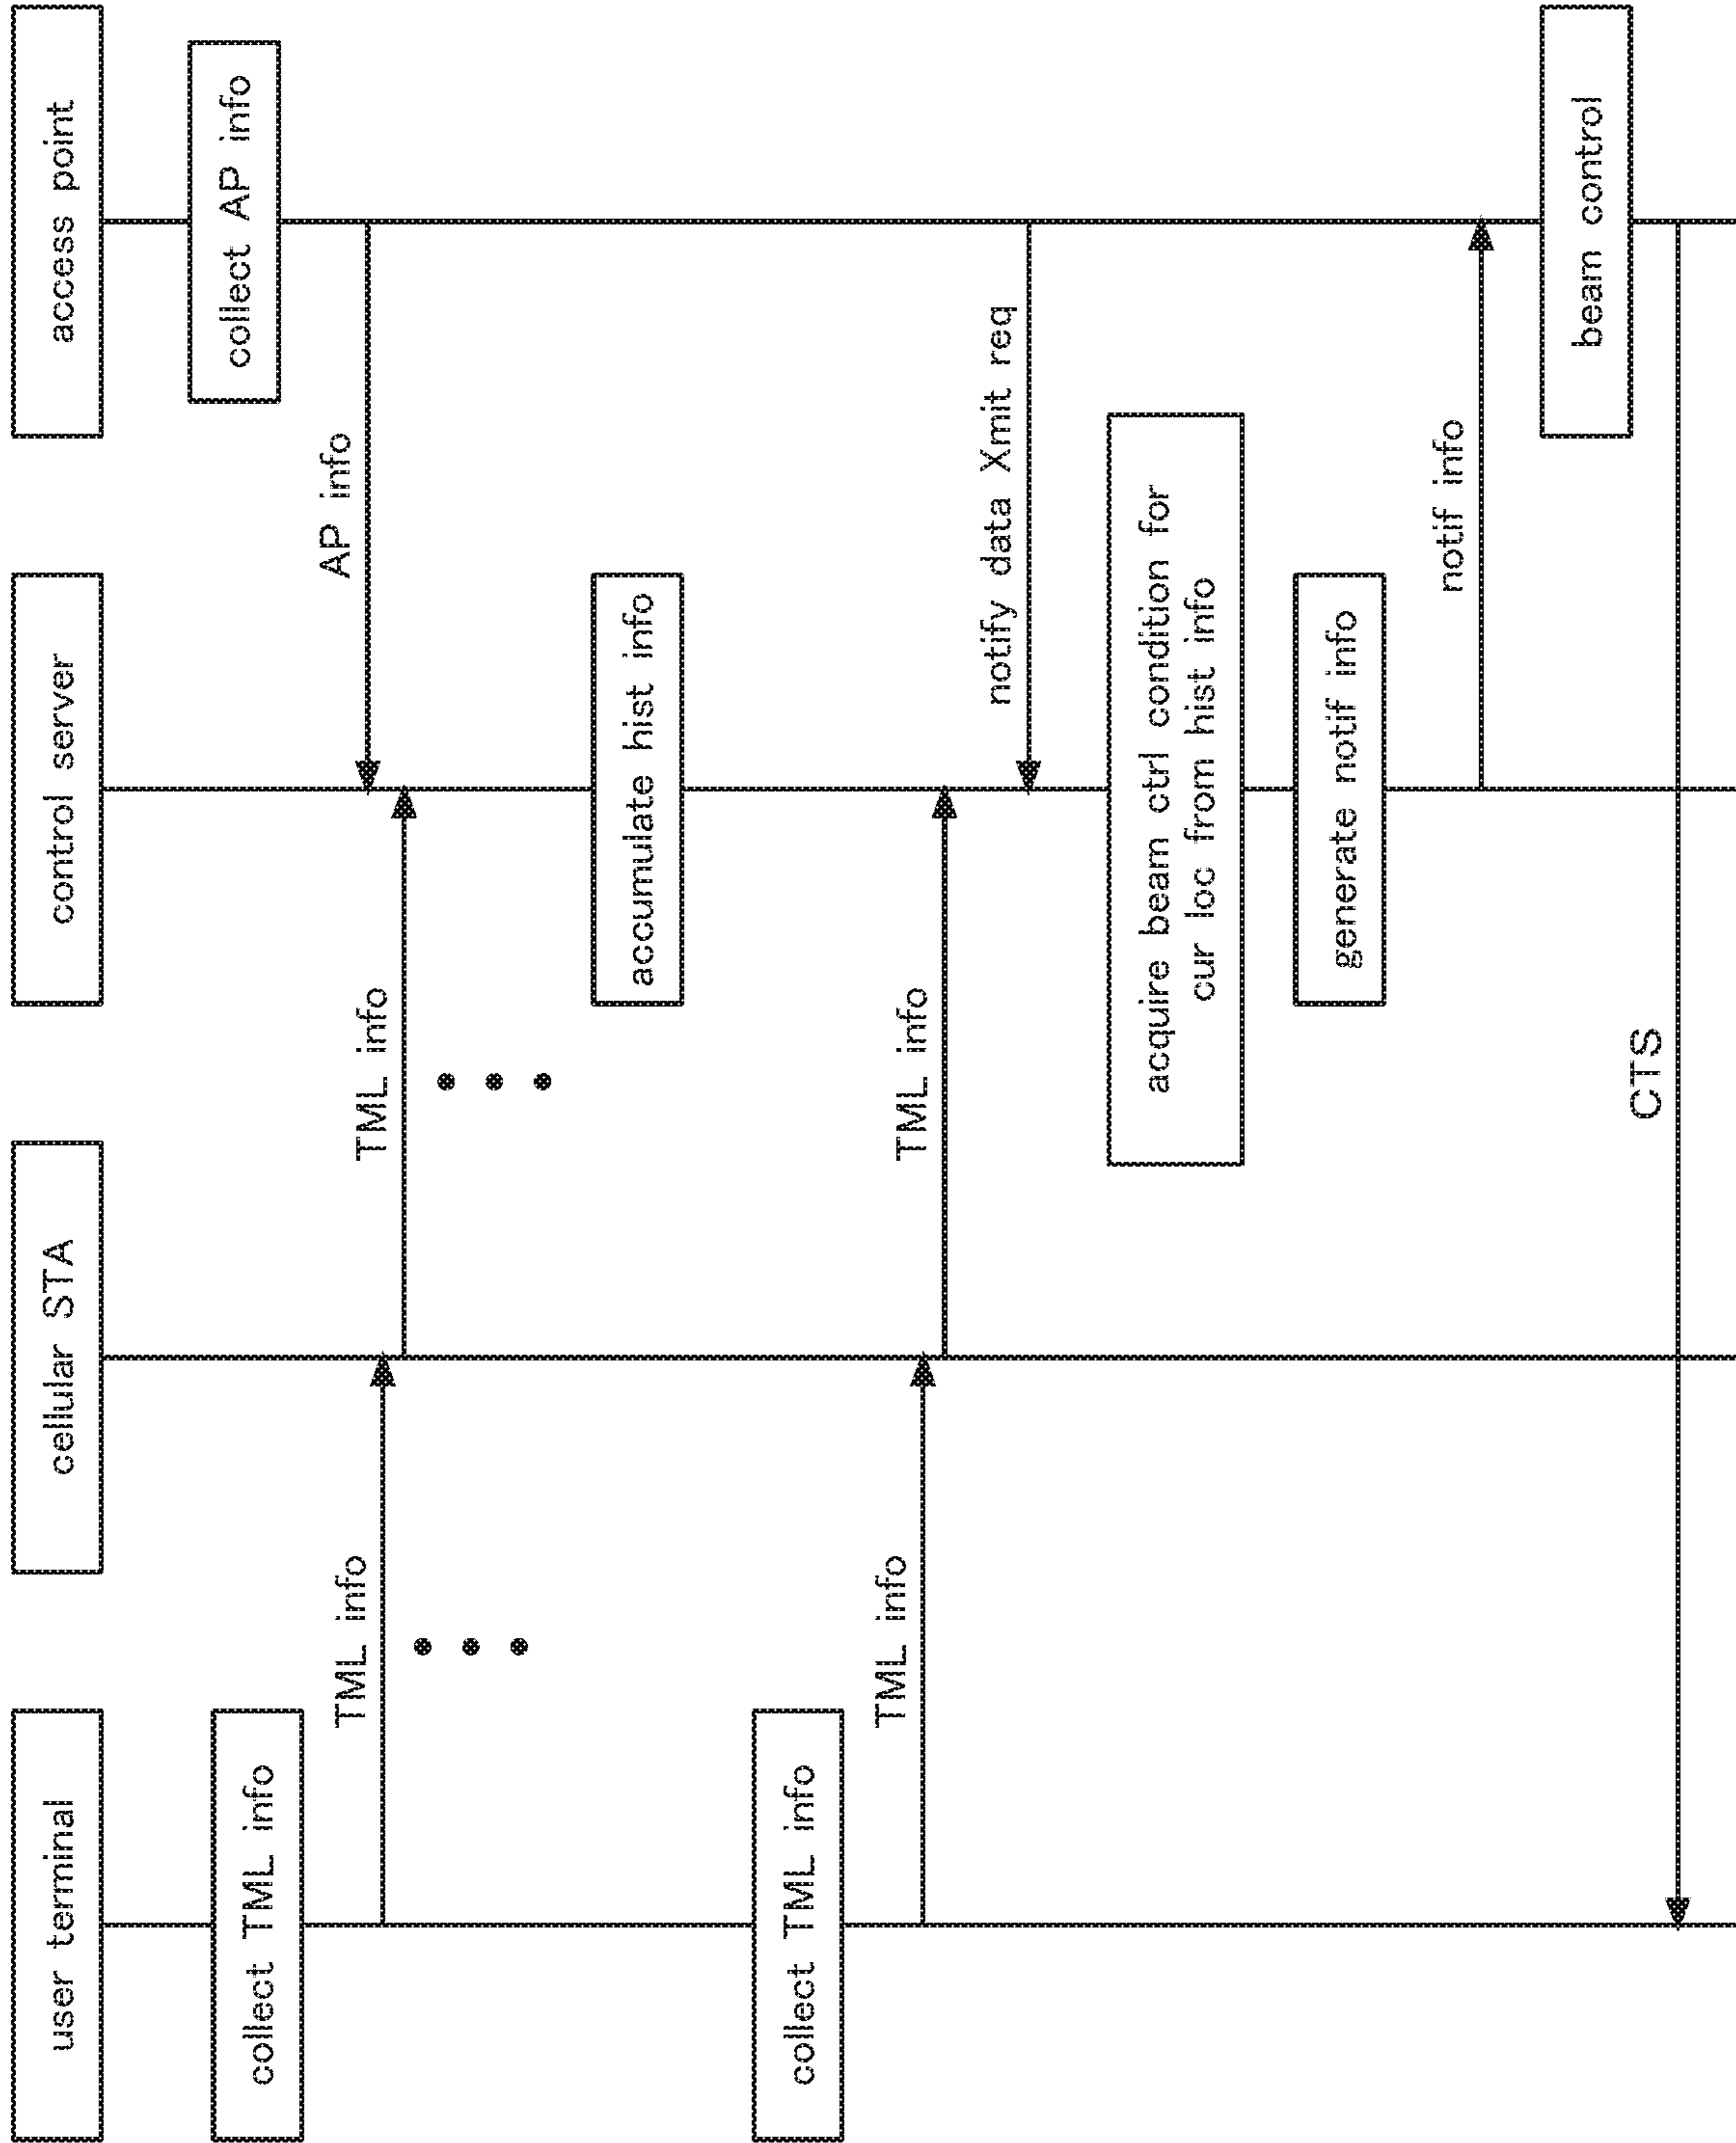 user terminal
cellular STA
control server
access point
collect AP info
collect TML info
AP info
TML info
TML info
accumulate hist info
collect TML info
TML info
TML info
notify data Xmit req
acquire beam ctrl condition for
cur loc from hist info
generate notif info
notif info
beam control
CTS